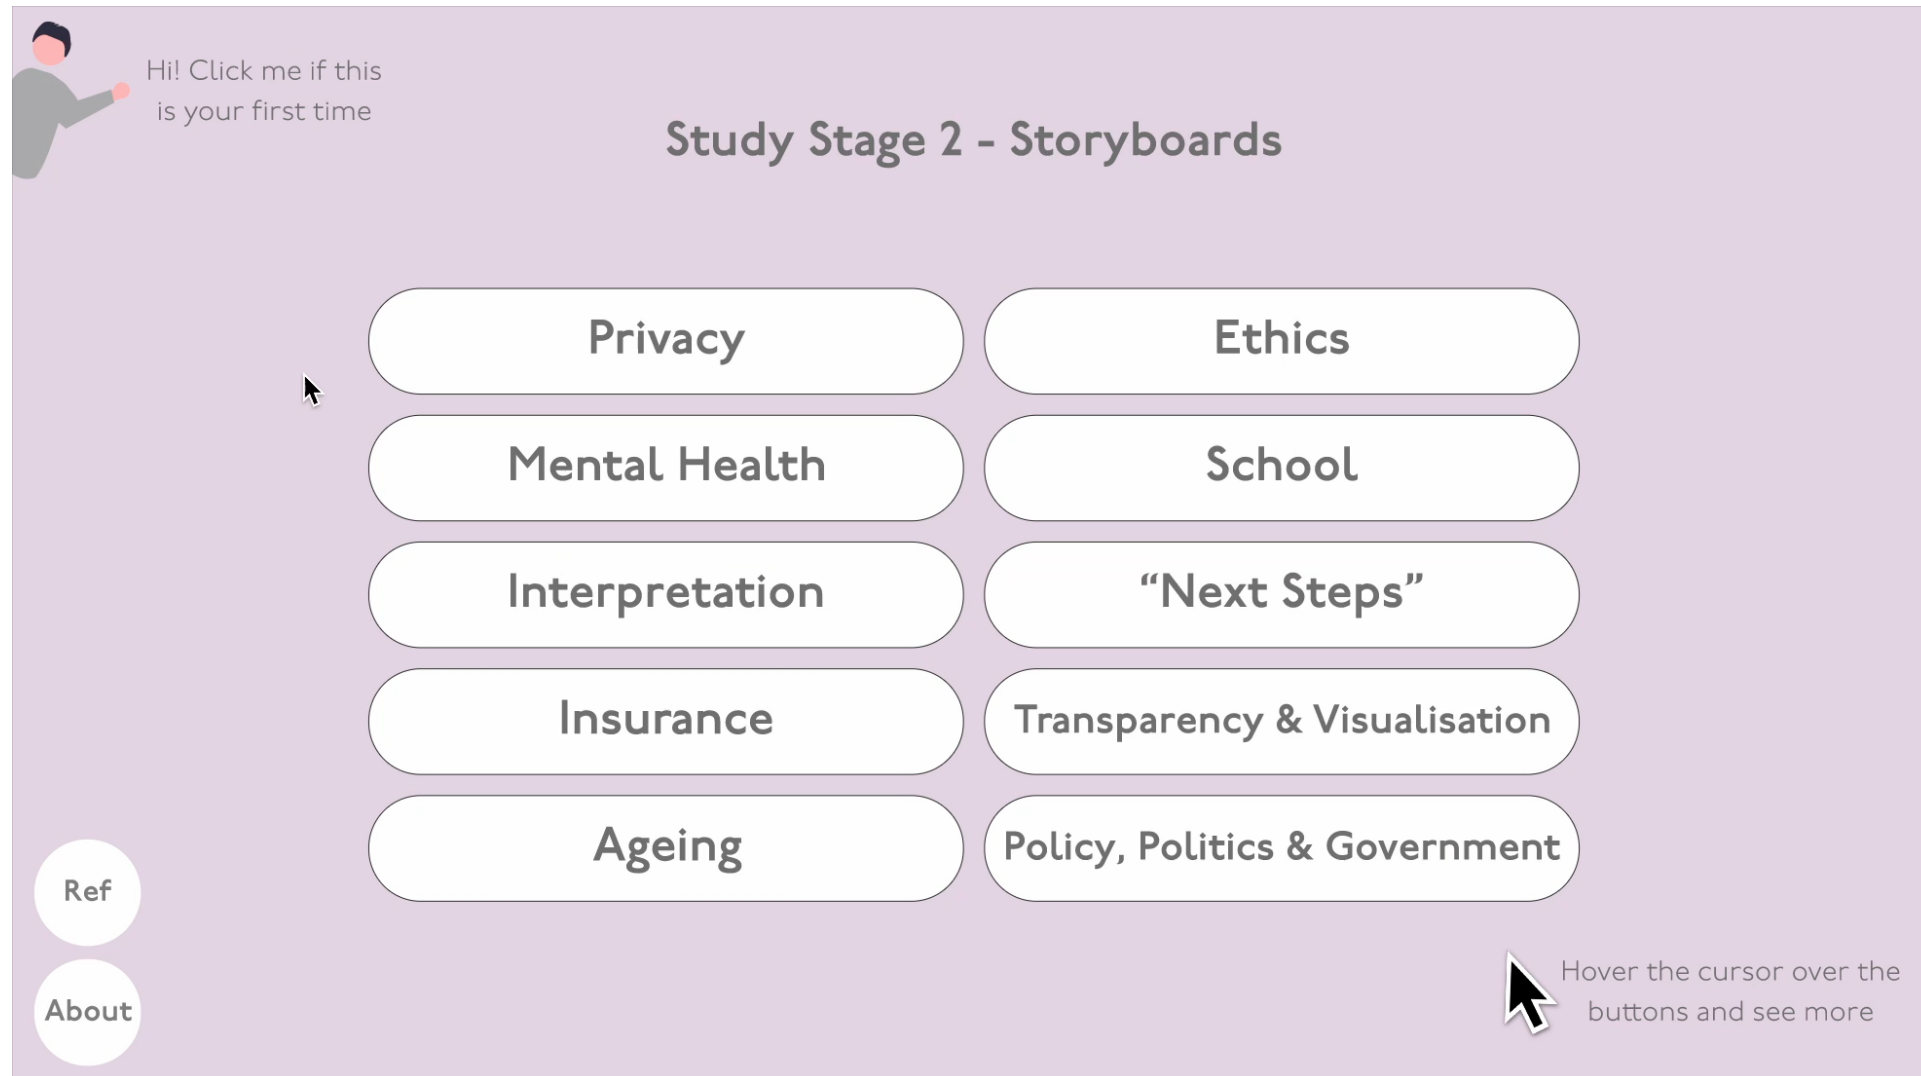 Hi! Click me if this
is your first time
Study Stage 2 - Storyboards
Privacy
Ethics
Mental Health
School
Interpretation
“Next Steps”
Insurance
Transparency & Visualisation
Ageing
Policy, Politics & Government
Ref
About
Hover the cursor over the
buttons and see more